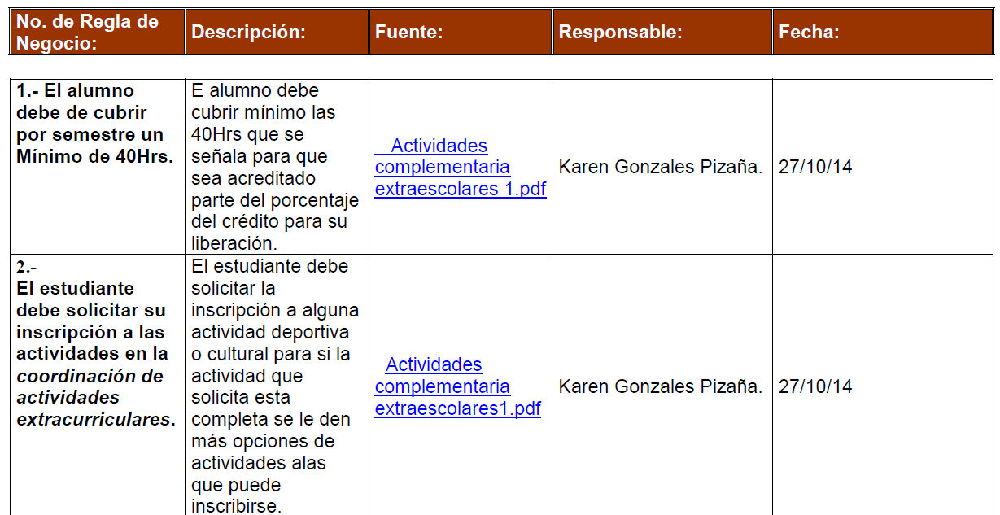 No. de Regla de
Negocio:
Descripción:
Fuente:
Responsable:
Fecha:
1.- El alumno
debe de cubrir
por semestre un
Mínimo de 40Hrs.
E alumno debe
cubrir mínimo las
40Hrs que se
señala para que
sea acreditado
parte del porcentaje
del crédito para su
liberación.
Actividades
complementaria
extraescolares 1.pdf
Karen Gonzales Pizaña.
27/10/14
2.-
El estudiante
debe solicitar su
inscripción a las
actividades en la
coordinación de
actividades
extracurriculares.
El estudiante debe
solicitar la
inscripción a alguna
actividad deportiva
o cultural para si la
actividad que
solicita esta
completa se le den
más opciones de
actividades alas
que puede
inscribirse.
Actividades
complementaria
extraescolares1.pdf
Karen Gonzales Pizaña.
27/10/14